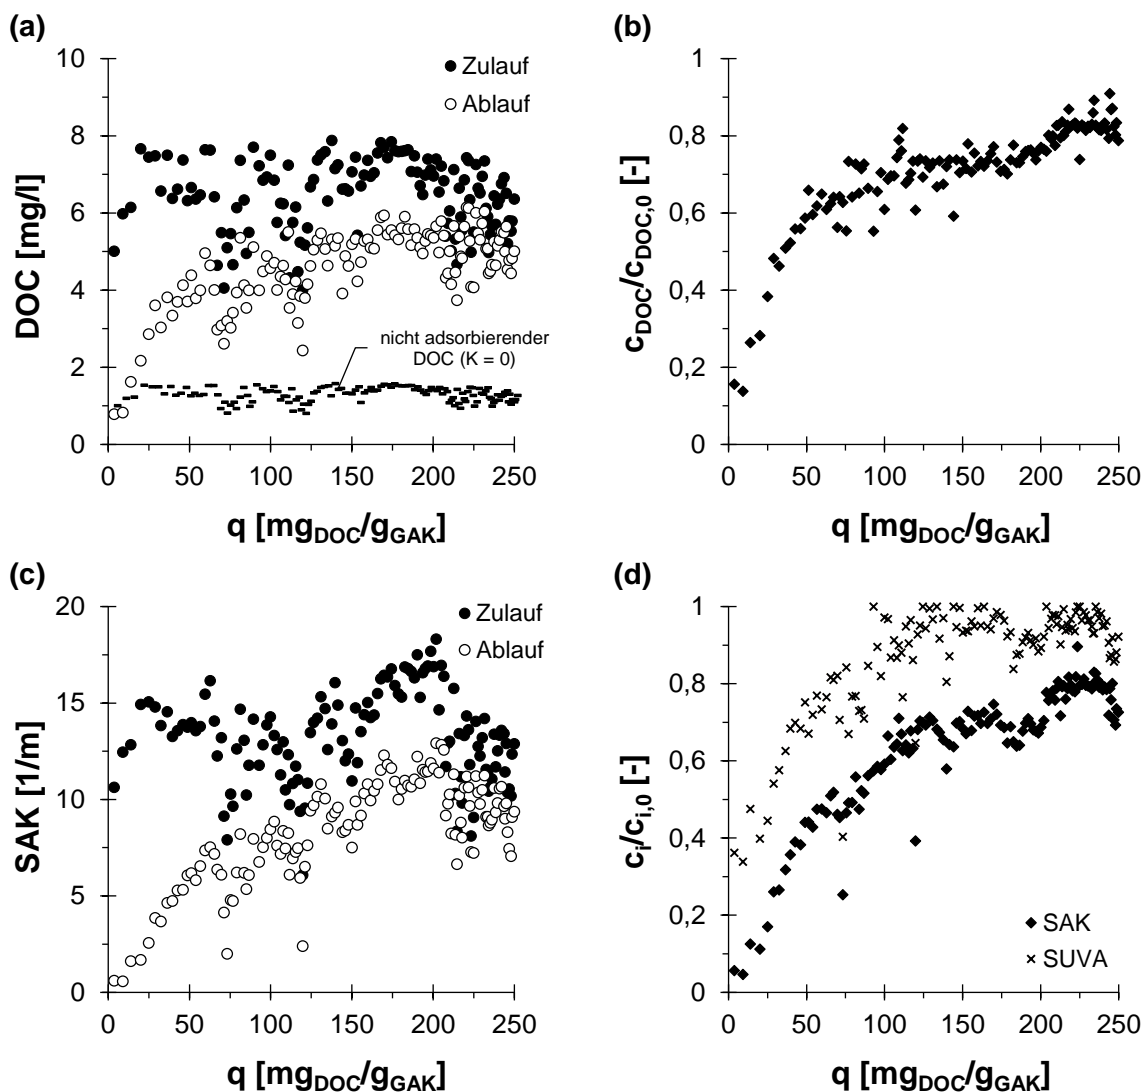 (a)
10
8
6
4
2
0
DOC [mg/l]
Zulauf
Ablauf
nicht adsorbierender
DOC (K = 0)
0 50 100 150 200 250
q [mgDOC/gGAK]
(b)
1
0,8
0,6
0,4
0,2
0
cDOC/cDOC,0 [-]
0 50 100 150 200 250
q [mgDOC/gGAK]
(c)
20
15
10
5
0
SAK [1/m]
Zulauf
Ablauf
0 50 100 150 200 250
q [mgDOC/gGAK]
(d)
1
0,8
0,6
0,4
0,2
0
ci/ci,0 [-]
SAK
SUVA
0 50 100 150 200 250
q [mgDOC/gGAK]